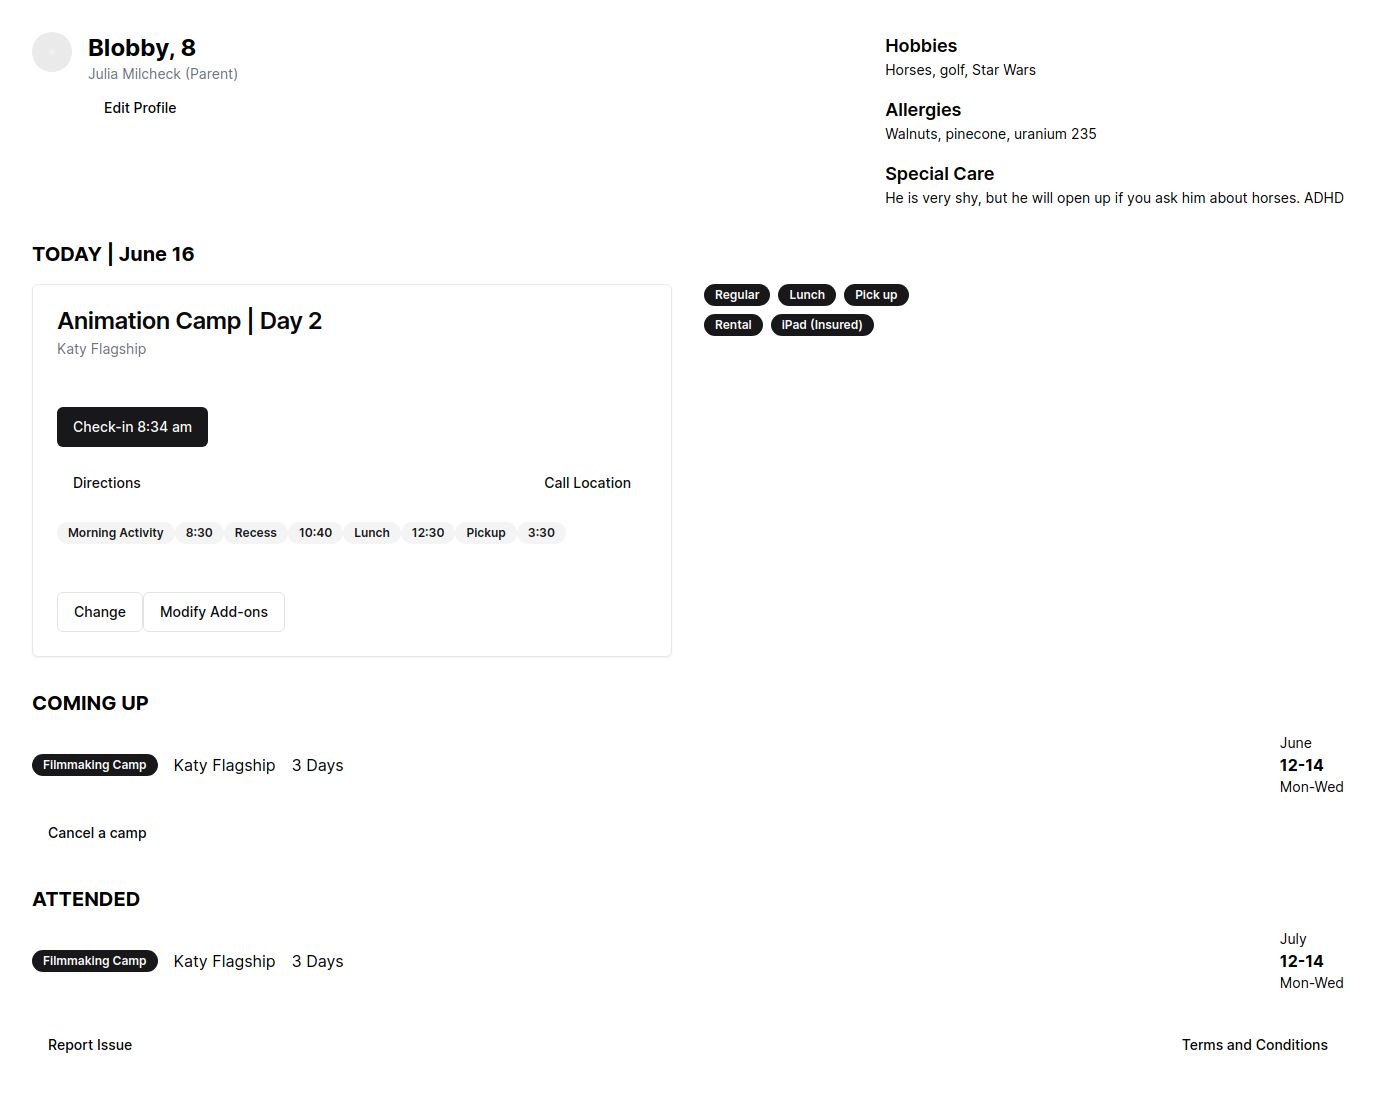 Blobby, 8
Julia Milcheck (Parent)
Edit Profile
Hobbies
Horses, golf, Star Wars
Allergies
Walnuts, pinecone, uranium 235
Special Care
He is very shy, but he will open up if you ask him about horses. ADHD
TODAY | June 16
Animation Camp | Day 2
Katy Flagship
Check-in 8:34 am
Directions Call Location
Morning Activity 8:30 Recess 10:40 Lunch 12:30 Pickup 3:30
Change Modify Add-ons
Regular Lunch Pick up
Rental iPad (Insured)
COMING UP
Filmmaking Camp Katy Flagship 3 Days
June
12-14
Mon-Wed
Cancel a camp
ATTENDED
Filmmaking Camp Katy Flagship 3 Days
July
12-14
Mon-Wed
Report Issue Terms and Conditions